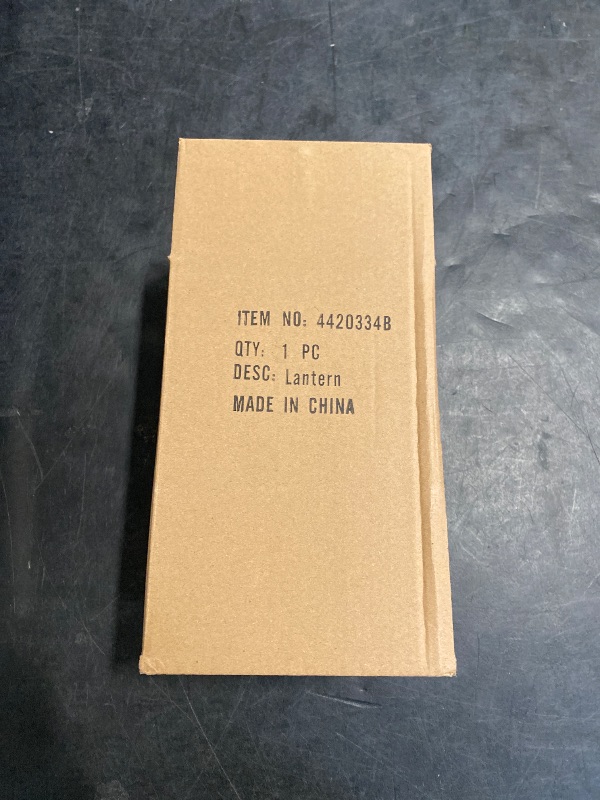 ITEM NO: 4420334B
QTY: 1 PC
DESC: Lantern
MADE IN CHINA